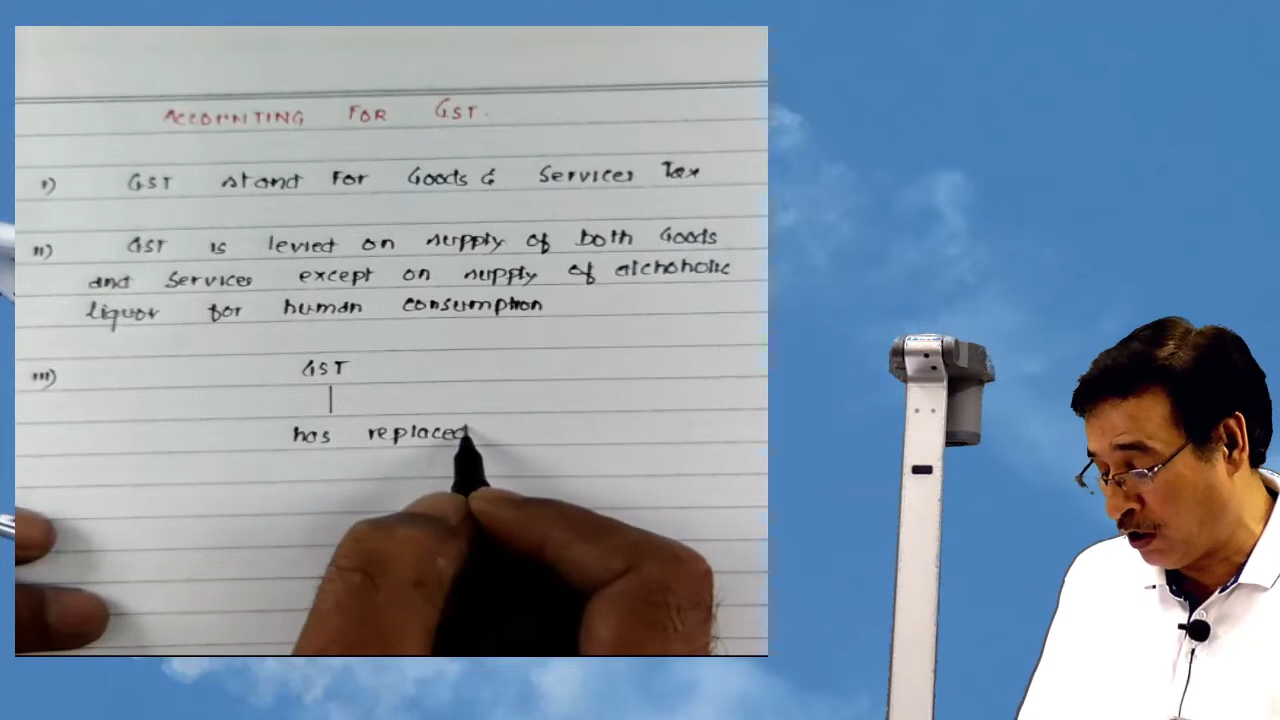 ACCOUNTING FOR GST.
i) GST stand For Goods & Services Tax
ii) GST is levied on supply of both Goods
and Services except on supply of alchoholic
liquor for human consumption
iii) GST
has replaced